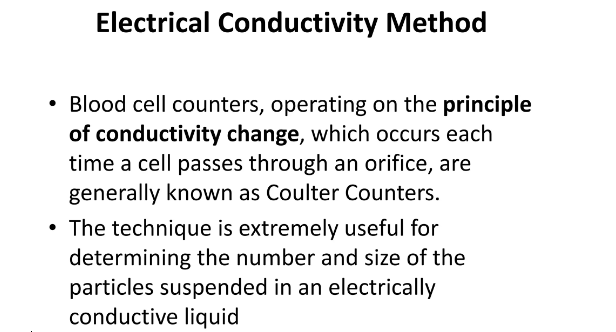 Electrical Conductivity Method
• Blood cell counters, operating on the principle
of conductivity change, which occurs each
time a cell passes through an orifice, are
generally known as Coulter Counters.
• The technique is extremely useful for
determining the number and size of the
particles suspended in an electrically
conductive liquid